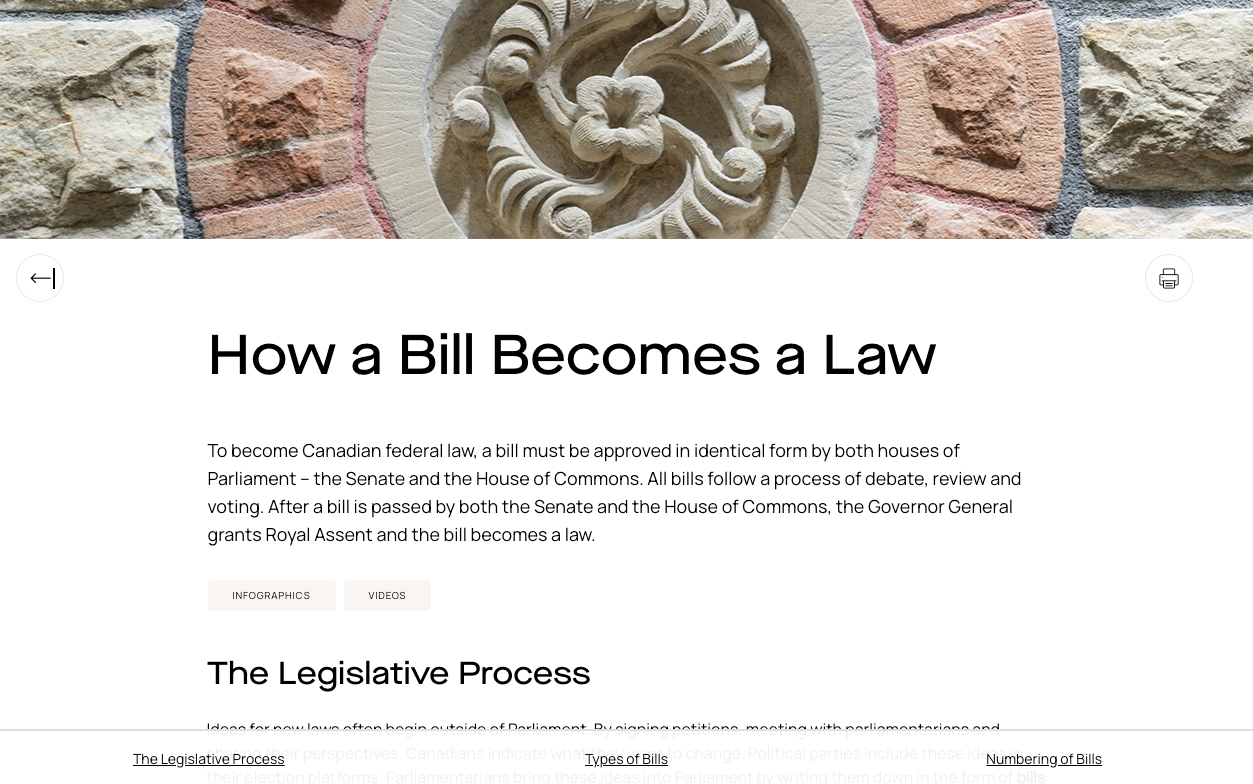 How a Bill Becomes a Law
To become Canadian federal law, a bill must be approved in identical form by both houses of
Parliament – the Senate and the House of Commons. All bills follow a process of debate, review and
voting. After a bill is passed by both the Senate and the House of Commons, the Governor General
grants Royal Assent and the bill becomes a law.
INFOGRAPHICS VIDEOS
The Legislative Process
Ideas for new laws often begin outside of Parliament. By signing petitions, meeting with parliamentarians and
sharing their perspectives, Canadians indicate what they want to change. Political parties include these ideas in
their election platforms. Parliamentarians bring these ideas into Parliament by writing them down in the form of bills
The Legislative Process Types of Bills Numbering of Bills